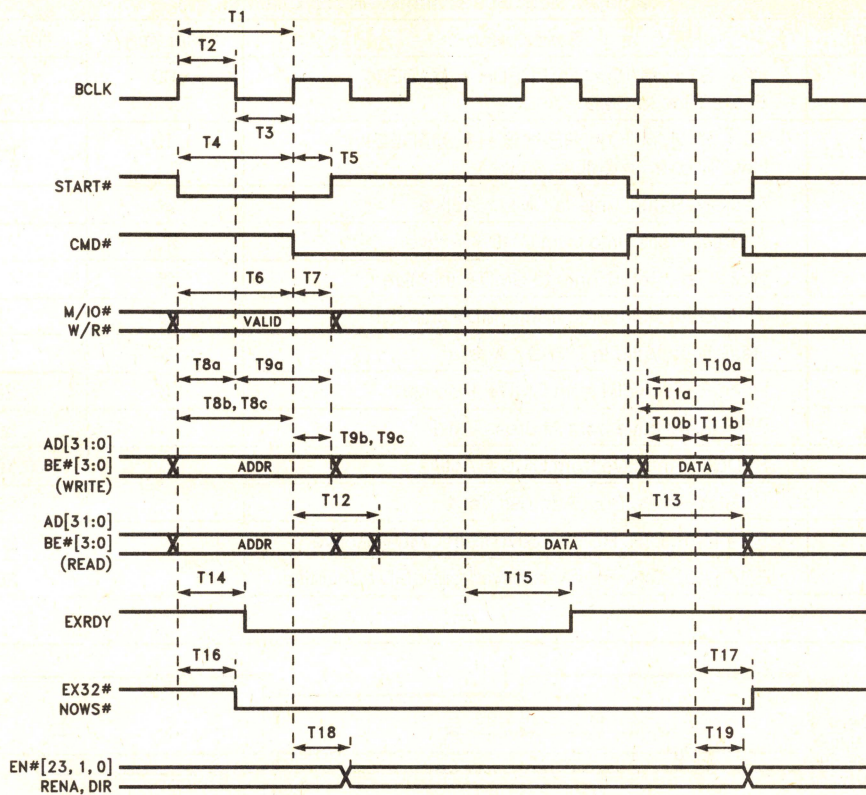 T1
T2
BCLK
T3
T4
T5
START#
CMD#
T6
T7
M/IO#
W/R#
VALID
T8a
T9a
T10a
T8b, T8c
T11a
T9b, T9c
T10b
T11b
AD[31:0]
BE#[3:0]
(WRITE)
ADDR
DATA
T12
T13
AD[31:0]
BE#[3:0]
(READ)
ADDR
DATA
T14
T15
EXRDY
T16
T17
EX32#
NOWS#
T18
T19
EN#[23, 1, 0]
RENA, DIR